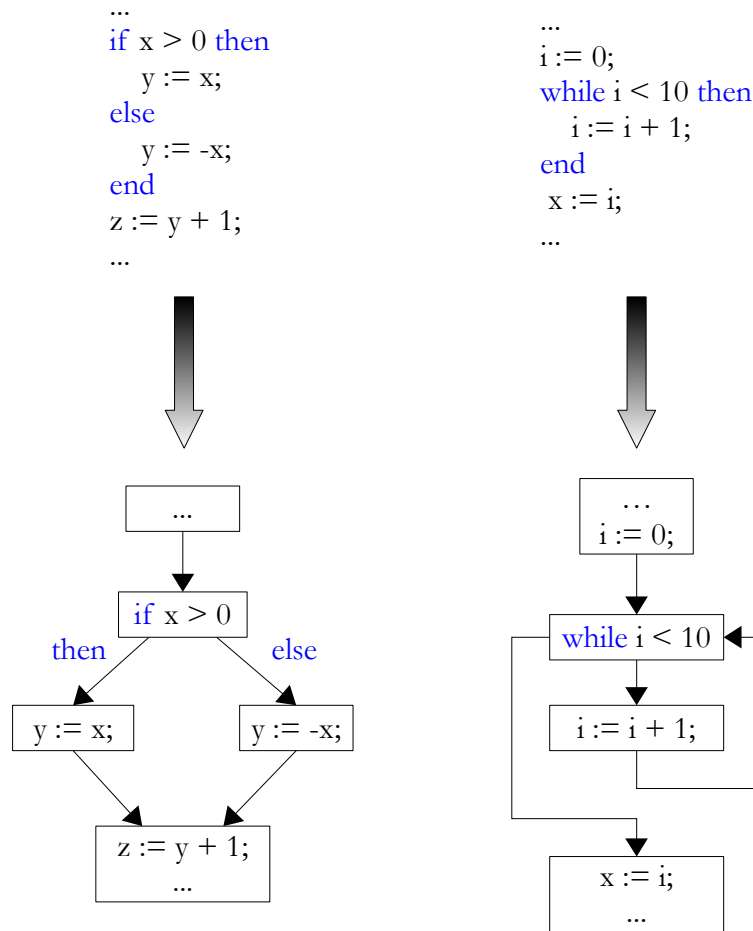 ...
if x > 0 then
y := x;
else
y := -x;
end
z := y + 1;
...
...
i := 0;
while i < 10 then
i := i + 1;
end
x := i;
...
...
if x > 0
then
else
y := x;
y := -x;
z := y + 1;
...
...
i := 0;
while i < 10
i := i + 1;
x := i;
...